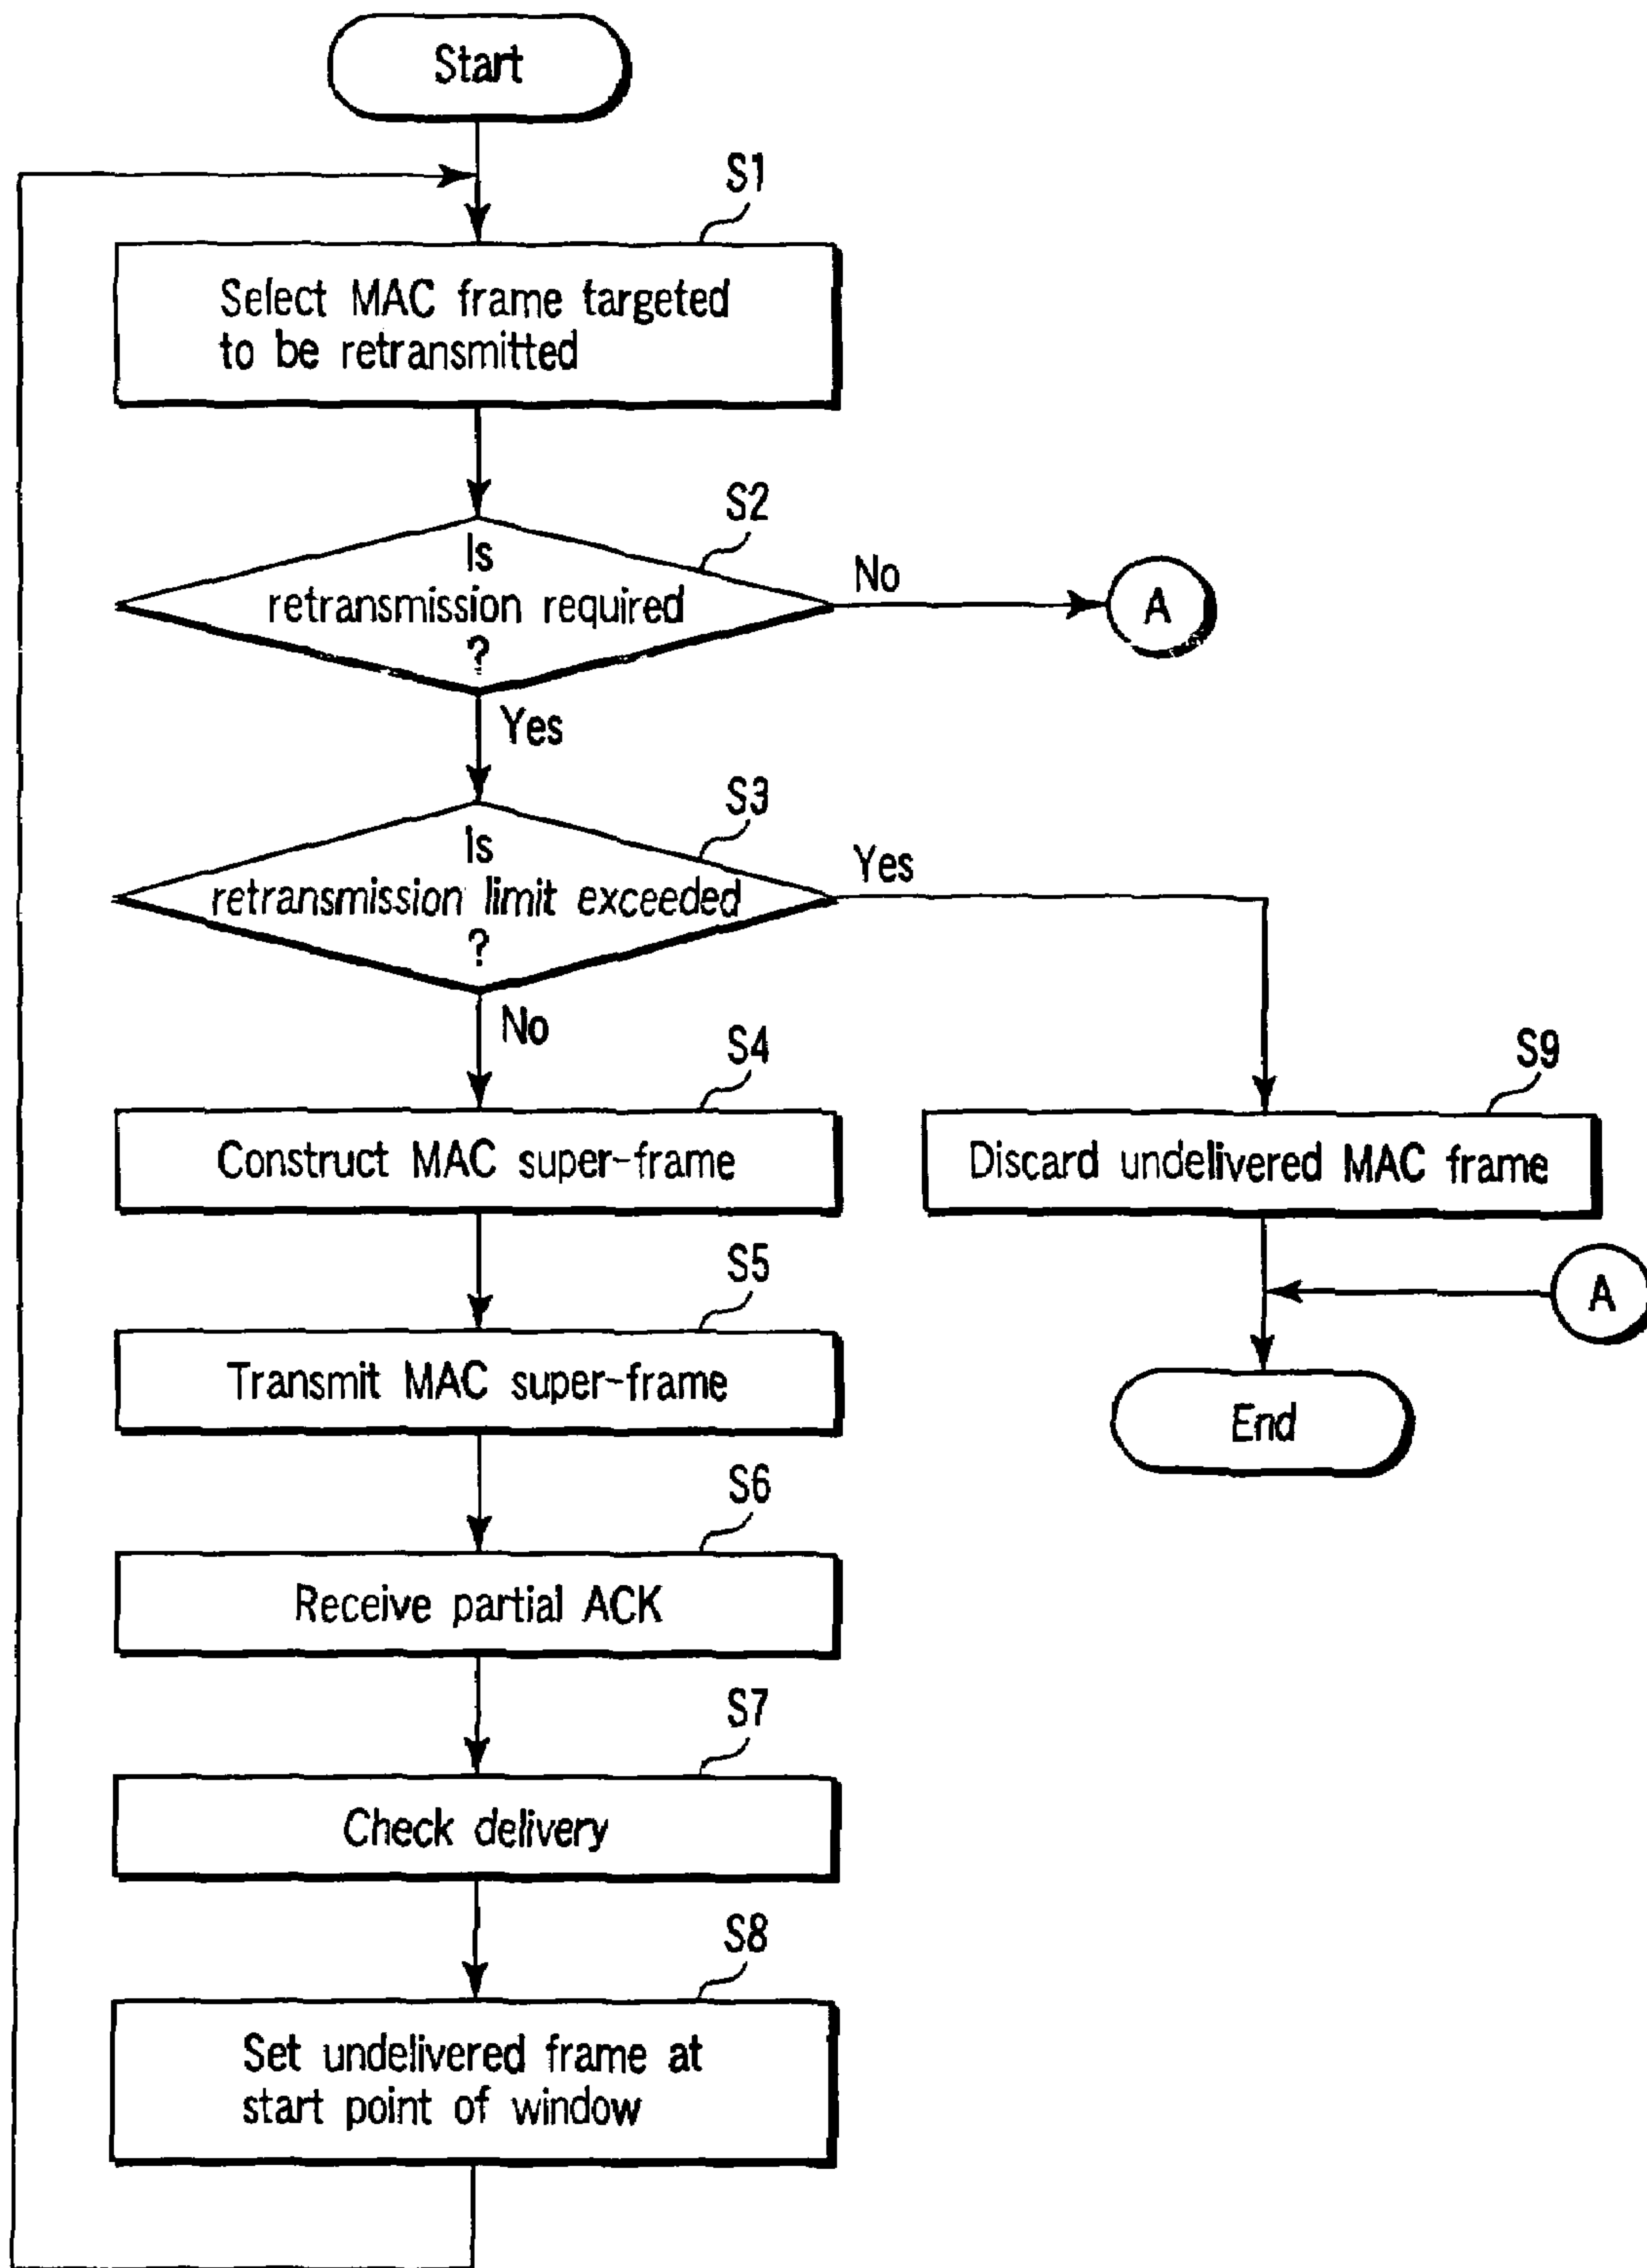 Start
S1
Select MAC frame targeted
to be retransmitted
S2
Is
retransmission required
?
No
A
Yes
S3
Is
retransmission limit exceeded
?
Yes
No
S4
Construct MAC super-frame
S9
Discard undelivered MAC frame
S5
Transmit MAC super-frame
A
End
S6
Receive partial ACK
S7
Check delivery
S8
Set undelivered frame at
start point of window